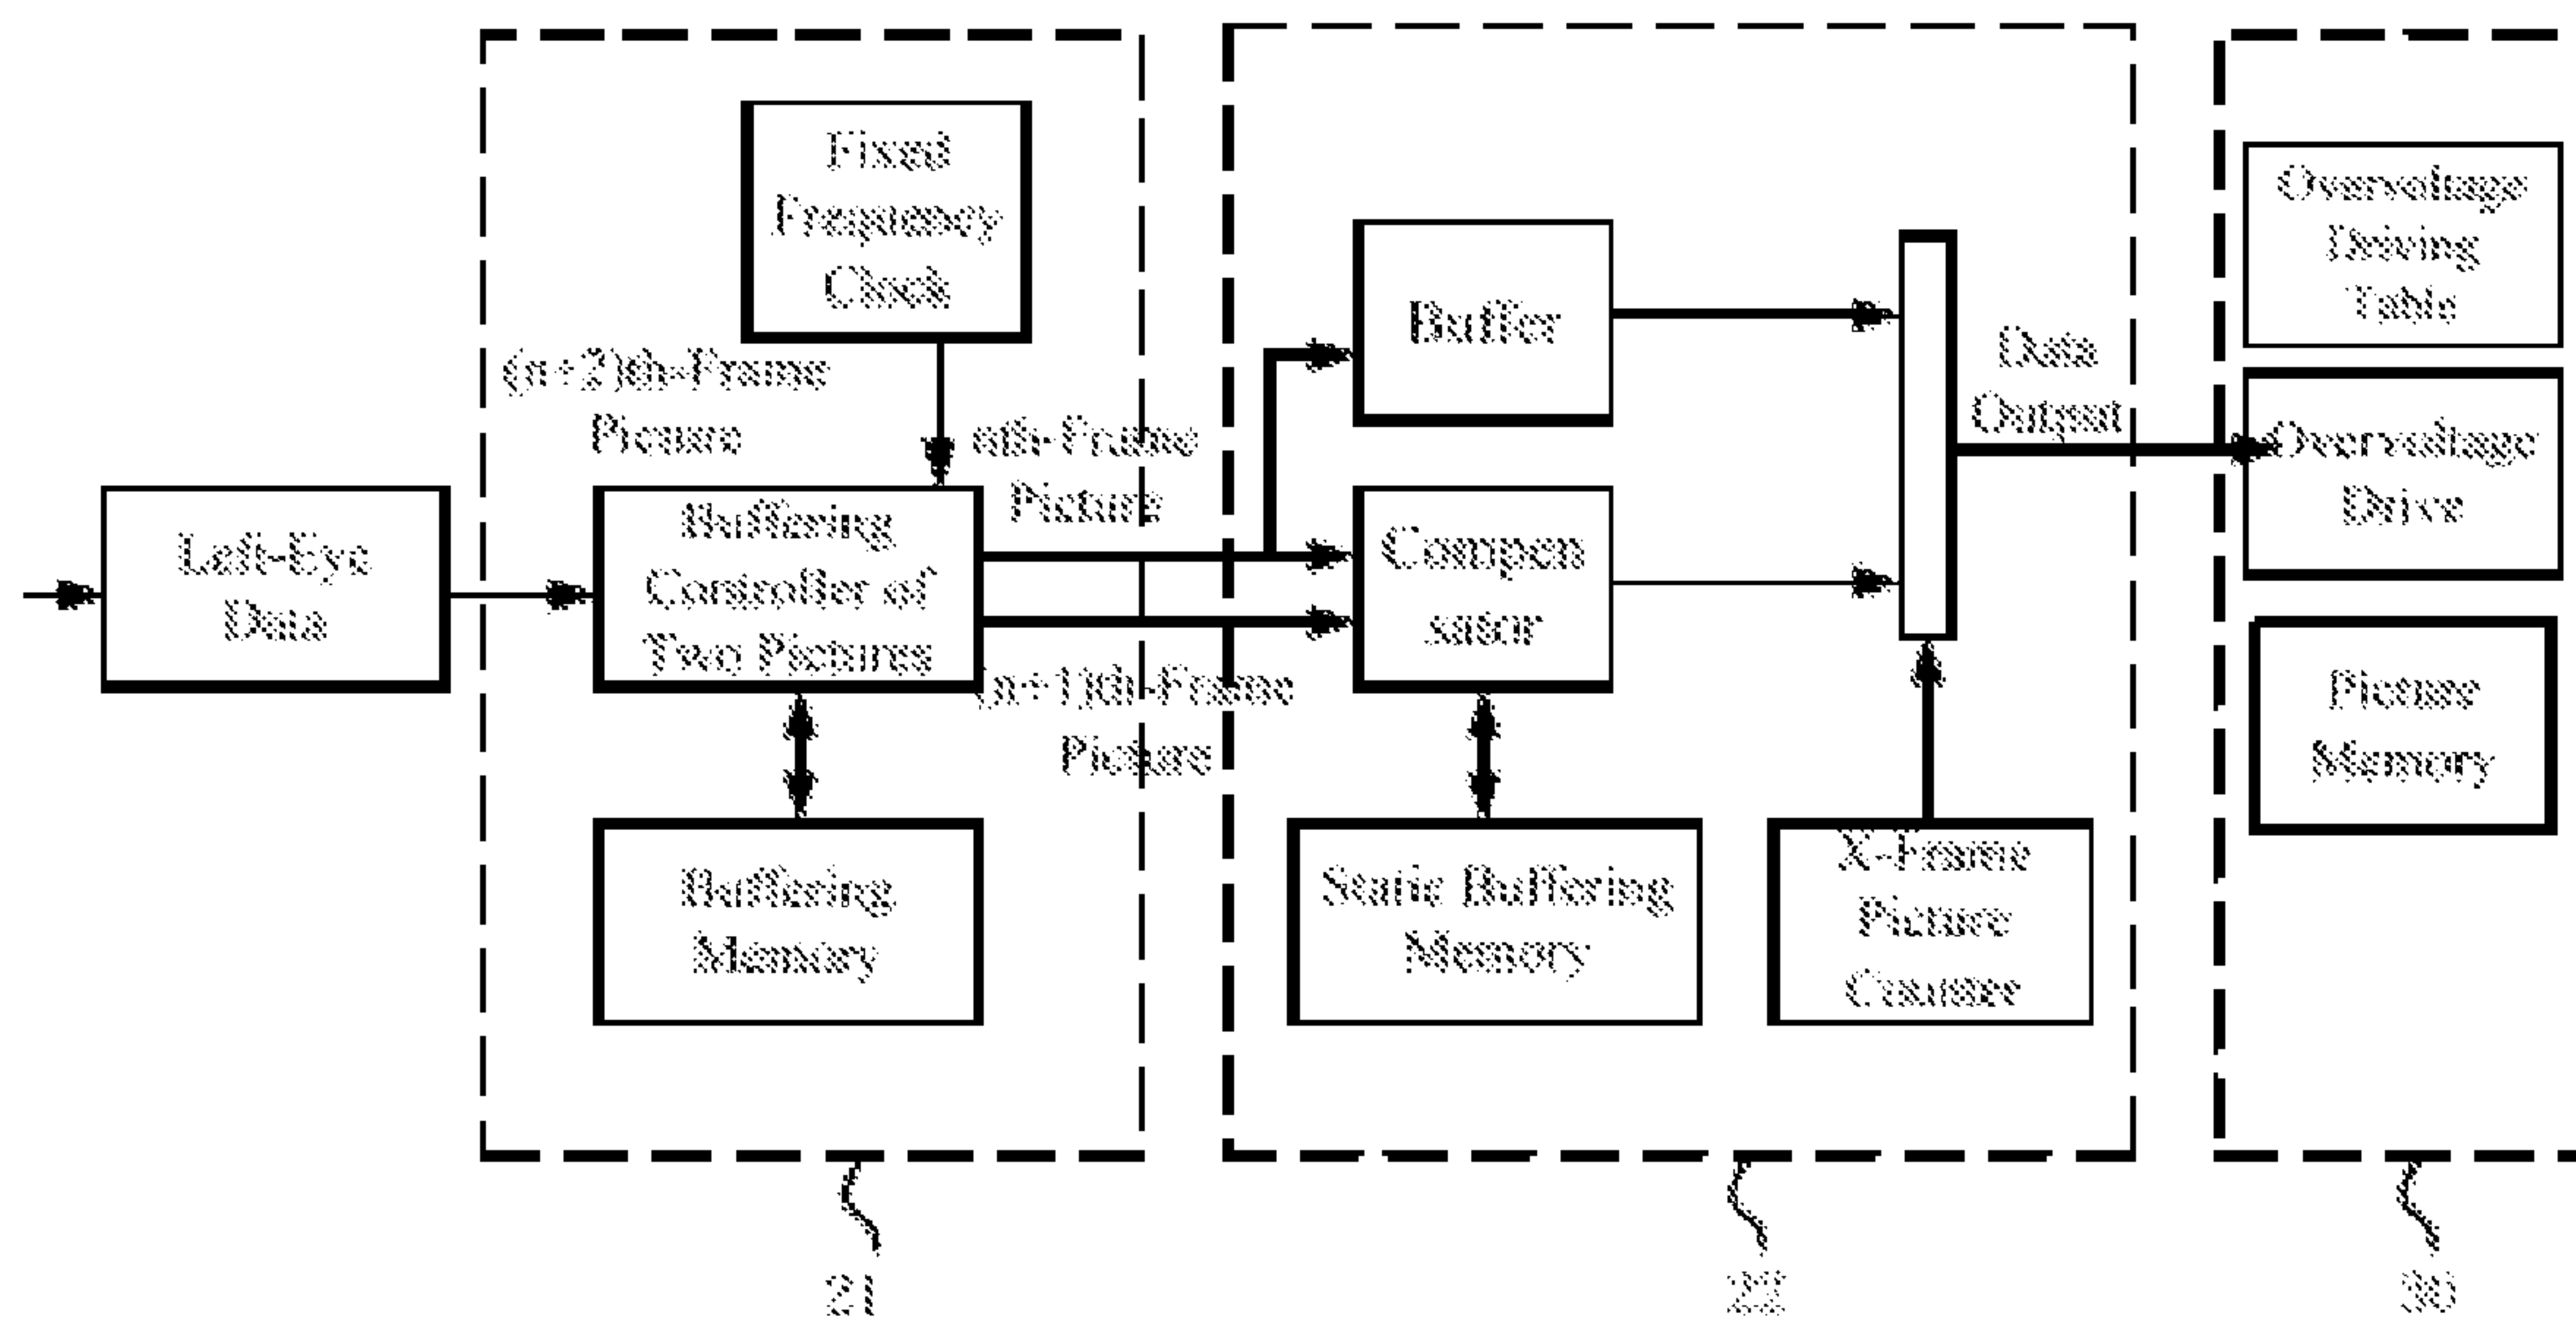 Fixed
Frequency
Clock
(n+2)th-Frame
Picture
nth-Frame
Picture
Left-Eye
Data
Buffering
Controller of
Two Pictures
(n+1)th-Frame
Picture
Buffering
Memory
Buffer
Compen
sator
Static Buffering
Memory
X-Frame
Picture
Counter
Data
Output
Overvoltage
Driving
Table
Overvoltage
Drive
Picture
Memory
21
22
30